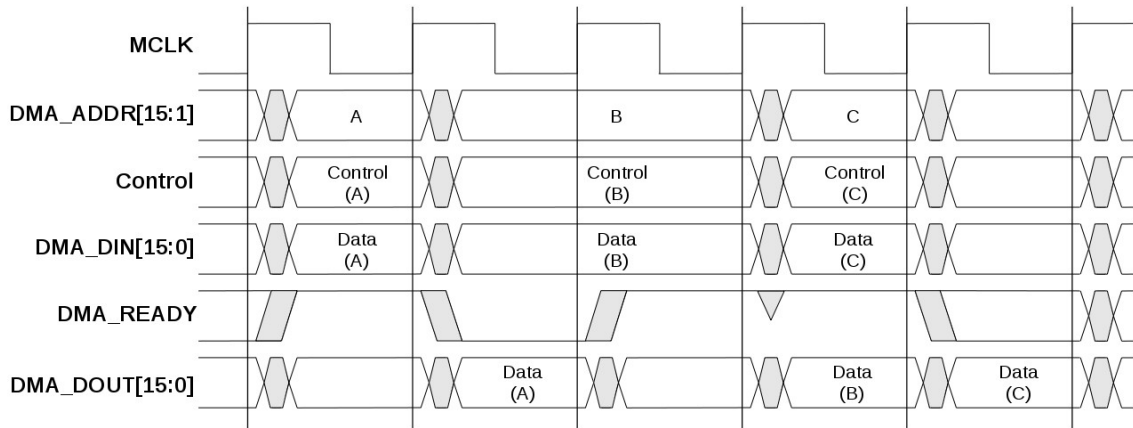 MCLK
DMA_ADDR[15:1]
A
B
C
Control
Control
(A)
Control
(B)
Control
(C)
DMA_DIN[15:0]
Data
(A)
Data
(B)
Data
(C)
DMA_READY
DMA_DOUT[15:0]
Data
(A)
Data
(B)
Data
(C)